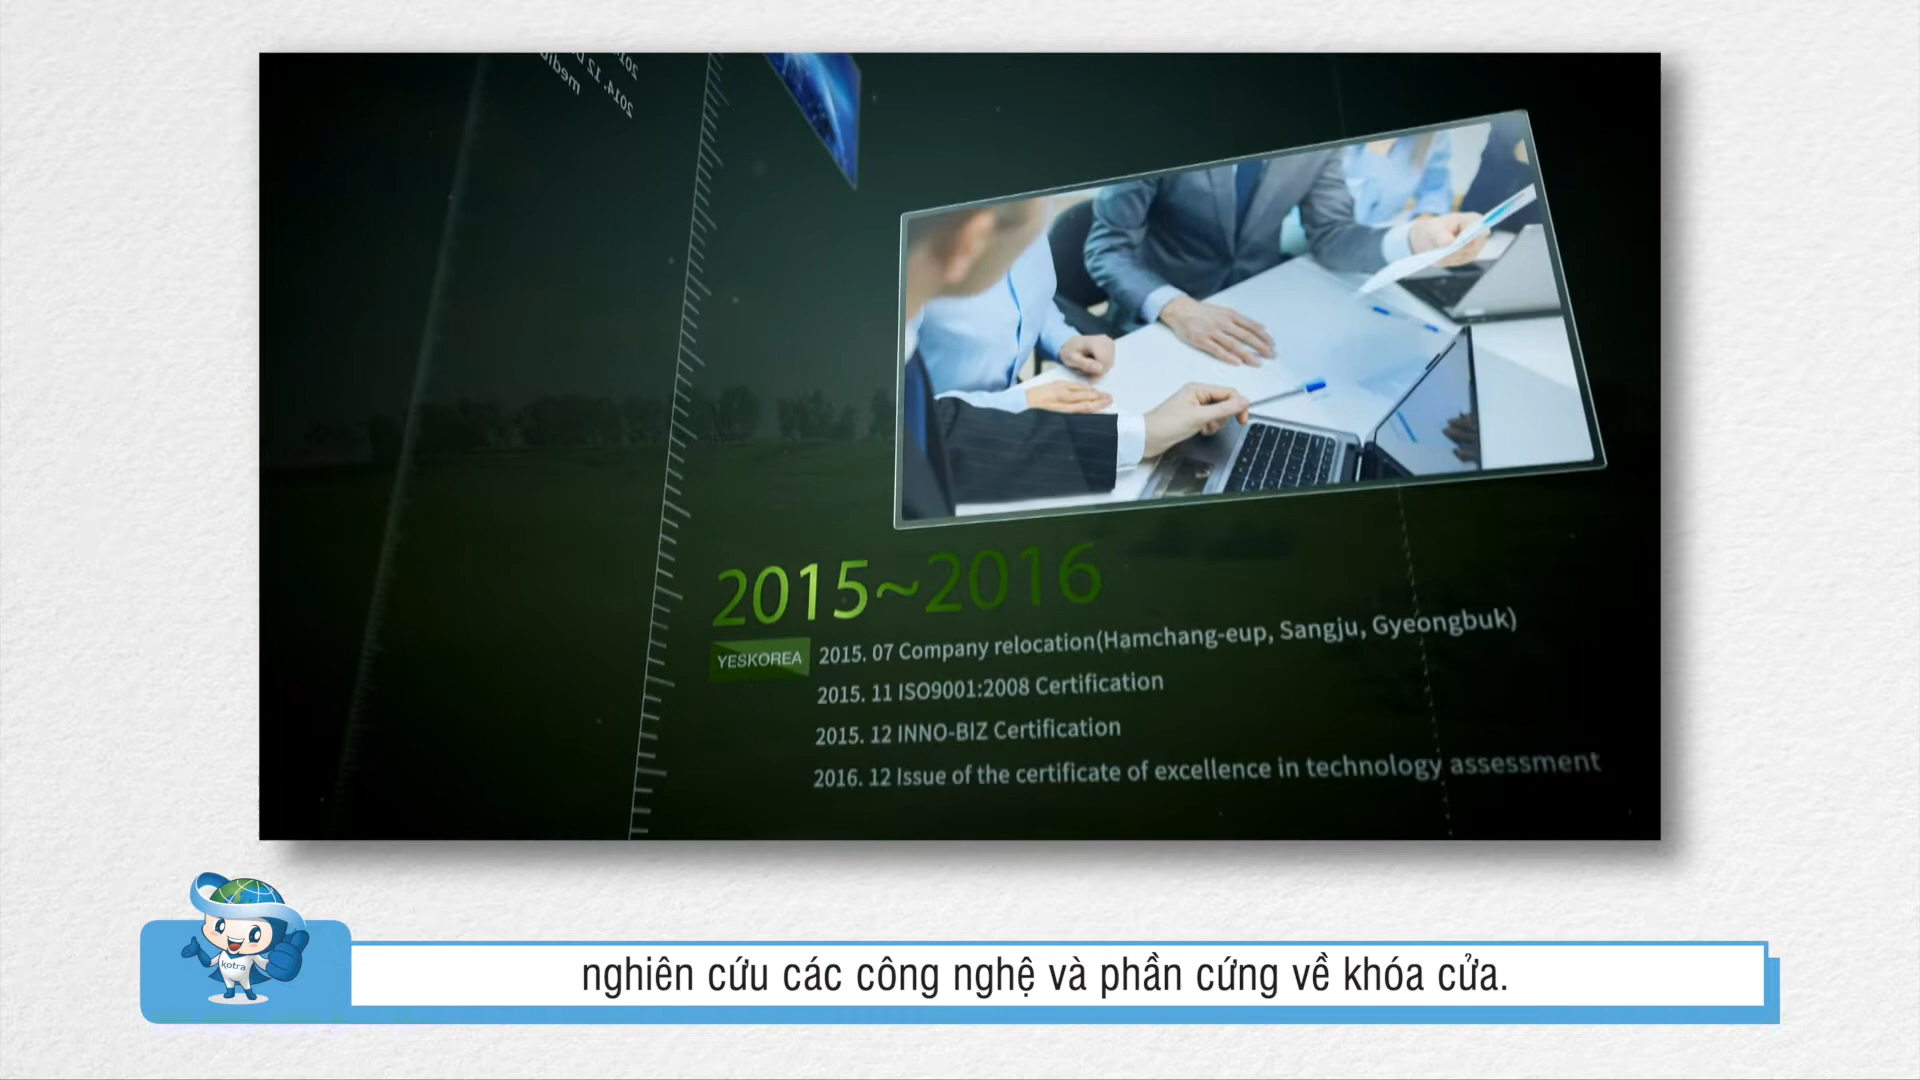 2014. 12
2015~2016
YESKOREA
2015. 07 Company relocation(Hamchang-eup, Sangju, Gyeongbuk)
2015. 11 ISO9001:2008 Certification
2015. 12 INNO-BIZ Certification
2016. 12 Issue of the certificate of excellence in technology assessment
kotra
nghiên cứu các công nghệ và phần cứng về khóa cửa.